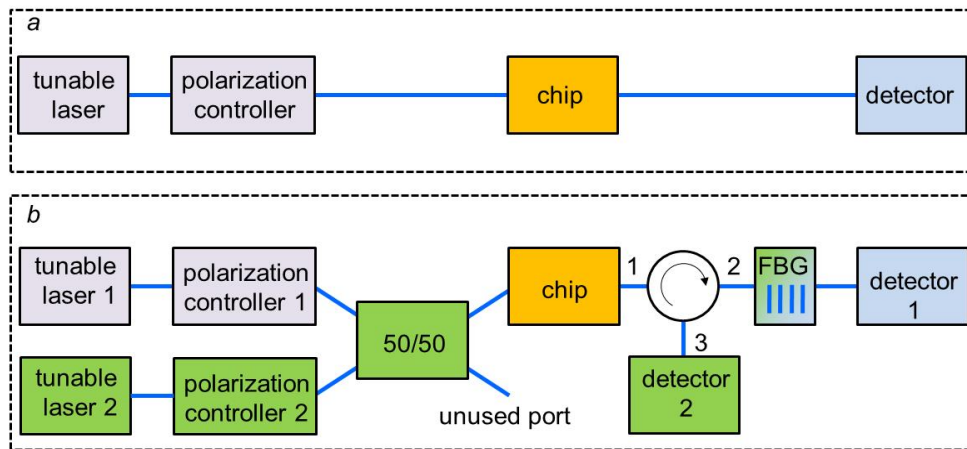 a
tunable
laser
polarization
controller
chip
detector
b
tunable
laser 1
polarization
controller 1
50/50
chip
1
2
3
FBG
detector
1
tunable
laser 2
polarization
controller 2
unused port
detector
2